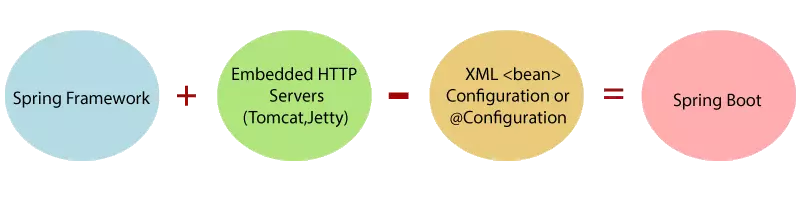 Spring Framework
+
Embedded HTTP
Servers
(Tomcat,Jetty)
-
XML <bean>
Configuration or
@Configuration
=
Spring Boot